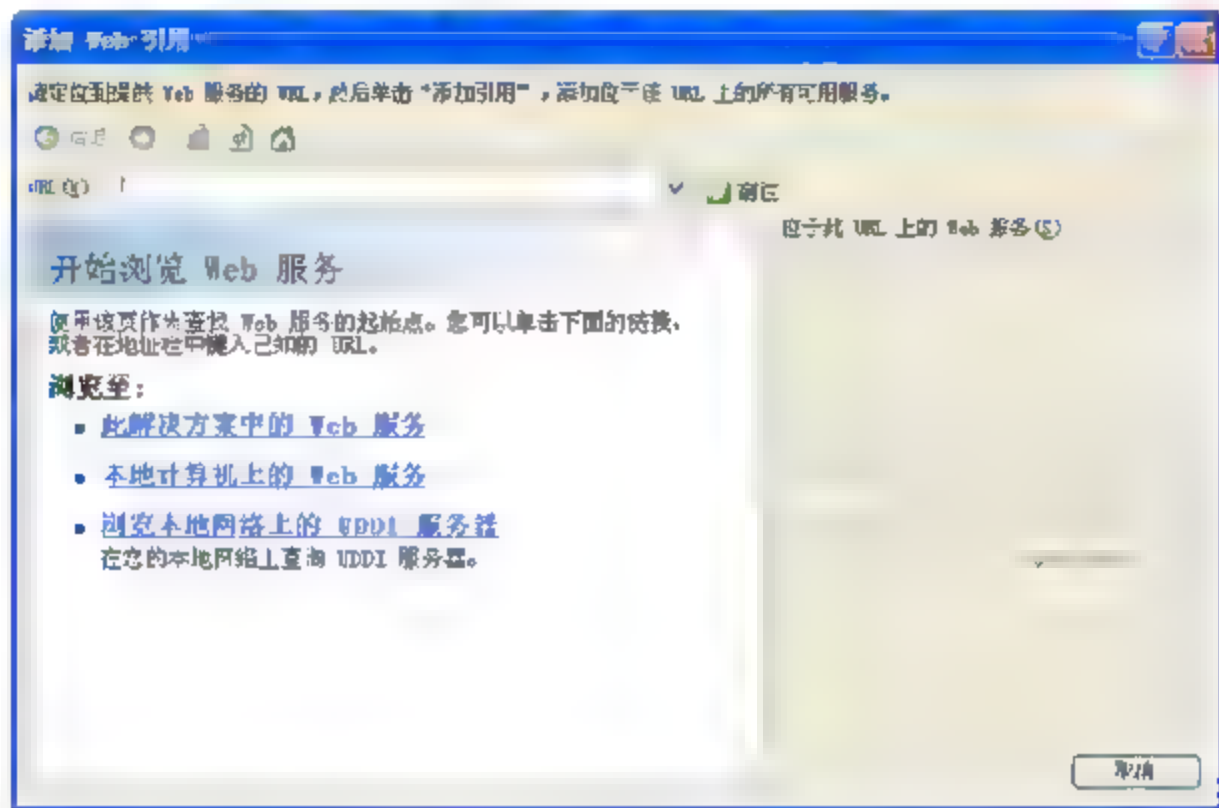 添加 Web 引用
定位到提供 Web 服务的 URL，然后单击“添加引用”，添加位于该 URL 上的所有可用服务。
后退
URL(U)
前往
位于此 URL 上的 Web 服务(S)
开始浏览 Web 服务
使用该页作为查找 Web 服务的起始点。您可以单击下面的链接，
或者在地址栏中键入已知的 URL。
浏览至：
此解决方案中的 Web 服务
本地计算机上的 Web 服务
浏览本地网络上的 UDDI 服务器
在您的本地网络上查询 UDDI 服务器。
取消